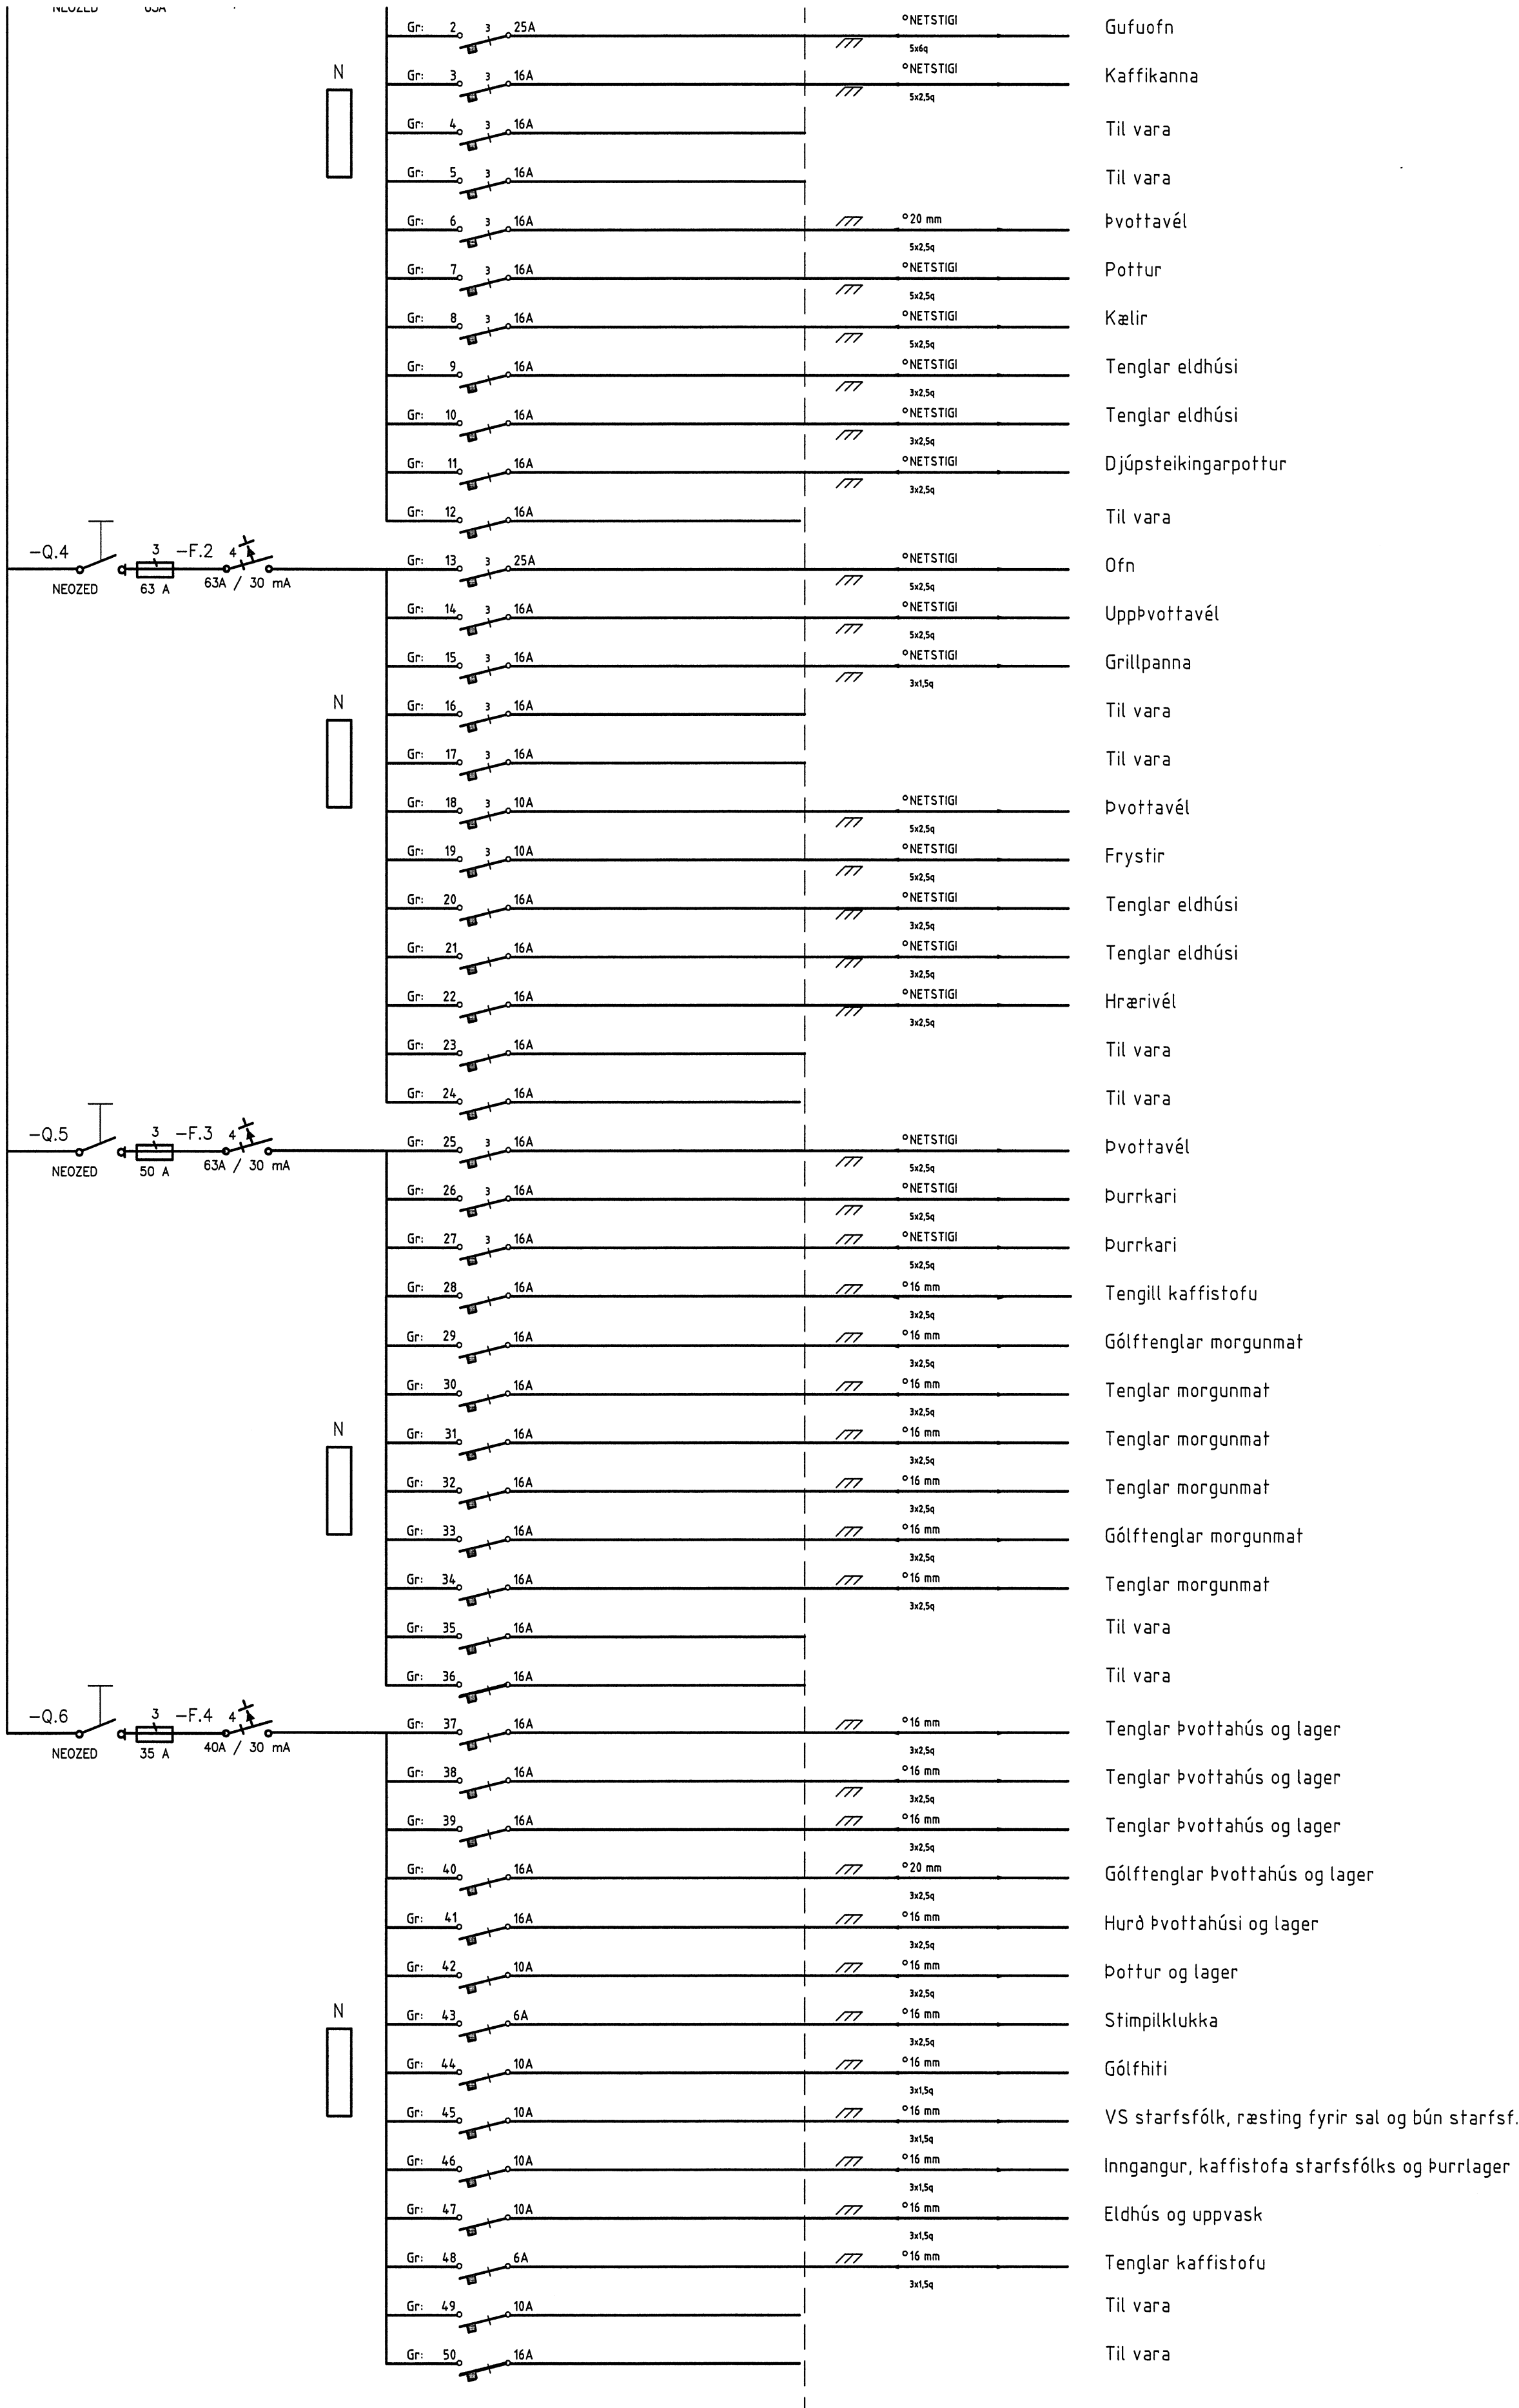 Gr: 2 3 25A NETSTIGI 5x6q Gufuofn
N
Gr: 3 3 16A NETSTIGI 5x2,5q Kaffikanna
Gr: 4 3 16A Til vara
Gr: 5 3 16A Til vara
Gr: 6 3 16A 20 mm 5x2,5q Þvottavél
Gr: 7 3 16A NETSTIGI 5x2,5q Pottur
Gr: 8 3 16A NETSTIGI 5x2,5q Kælir
Gr: 9 16A NETSTIGI 3x2,5q Tenglar eldhúsi
Gr: 10 16A NETSTIGI 3x2,5q Tenglar eldhúsi
Gr: 11 16A NETSTIGI 3x2,5q Djúpsteikingarpottur
Gr: 12 16A Til vara
-Q.4 NEOZED 3 63 A -F.2 4 63A / 30 mA
Gr: 13 3 25A NETSTIGI 5x2,5q Ofn
Gr: 14 3 16A NETSTIGI 5x2,5q UppÞvottavél
Gr: 15 3 16A NETSTIGI 3x1,5q Grillpanna
N
Gr: 16 3 16A Til vara
Gr: 17 3 16A Til vara
Gr: 18 3 10A NETSTIGI 5x2,5q Þvottavél
Gr: 19 3 10A NETSTIGI 5x2,5q Frystir
Gr: 20 16A NETSTIGI 3x2,5q Tenglar eldhúsi
Gr: 21 16A NETSTIGI 3x2,5q Tenglar eldhúsi
Gr: 22 16A NETSTIGI 3x2,5q Hrærivél
Gr: 23 16A Til vara
Gr: 24 16A Til vara
-Q.5 NEOZED 3 50 A -F.3 4 63A / 30 mA
Gr: 25 3 16A NETSTIGI 5x2,5q Þvottavél
Gr: 26 3 16A NETSTIGI 5x2,5q Þurrkari
Gr: 27 3 16A NETSTIGI 5x2,5q Þurrkari
Gr: 28 16A 16 mm 3x2,5q Tengill kaffistofu
Gr: 29 16A 16 mm 3x2,5q Gólftenglar morgunmat
Gr: 30 16A 16 mm 3x2,5q Tenglar morgunmat
N
Gr: 31 16A 16 mm 3x2,5q Tenglar morgunmat
Gr: 32 16A 16 mm 3x2,5q Tenglar morgunmat
Gr: 33 16A 16 mm 3x2,5q Gólftenglar morgunmat
Gr: 34 16A 16 mm 3x2,5q Tenglar morgunmat
Gr: 35 16A Til vara
Gr: 36 16A Til vara
-Q.6 NEOZED 3 35 A -F.4 4 40A / 30 mA
Gr: 37 16A 16 mm 3x2,5q Tenglar Þvottahús og lager
Gr: 38 16A 16 mm 3x2,5q Tenglar Þvottahús og lager
Gr: 39 16A 16 mm 3x2,5q Tenglar Þvottahús og lager
Gr: 40 16A 20 mm 3x2,5q Gólftenglar Þvottahús og lager
Gr: 41 16A 16 mm 3x2,5q Hurð Þvottahúsi og lager
Gr: 42 10A 16 mm 3x2,5q Þottur og lager
N
Gr: 43 6A 16 mm 3x2,5q Stimpilklukka
Gr: 44 10A 16 mm 3x1,5q Gólfhiti
Gr: 45 10A 16 mm 3x1,5q VS starfsfólk, ræsting fyrir sal og bún starfsf.
Gr: 46 10A 16 mm 3x1,5q Inngangur, kaffistofa starfsfólks og Þurrlager
Gr: 47 10A 16 mm 3x1,5q Eldhús og uppvask
Gr: 48 6A 16 mm 3x1,5q Tenglar kaffistofu
Gr: 49 10A Til vara
Gr: 50 16A Til vara